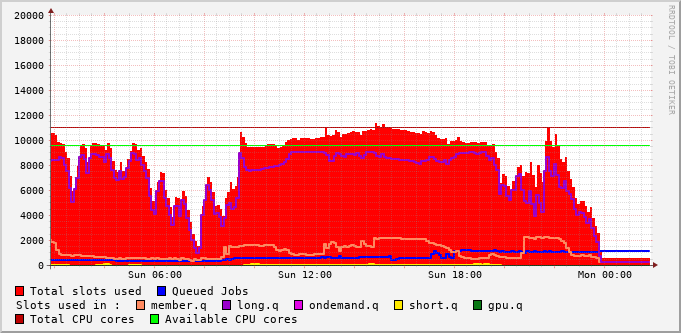 RRDTOOL / TOBI OETIKER
20000
18000
16000
14000
12000
10000
8000
6000
4000
2000
0
Sun 06:00 Sun 12:00 Sun 18:00 Mon 00:00
Total slots used Queued Jobs
Slots used in : member.q long.q ondemand.q short.q gpu.q
Total CPU cores Available CPU cores